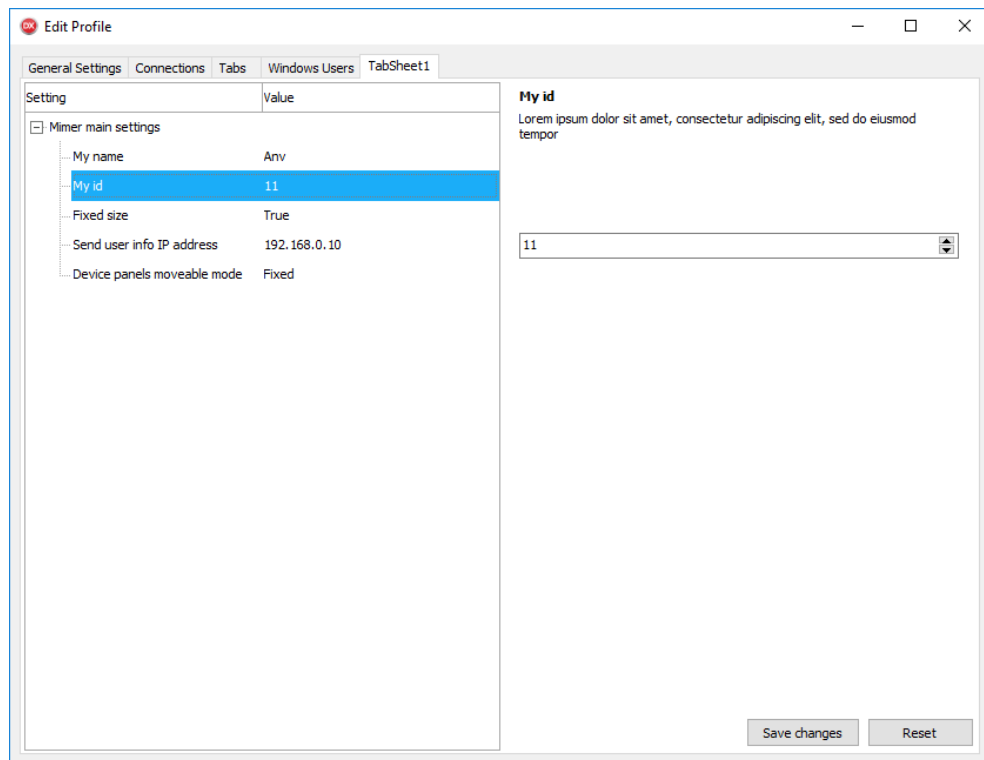 DX Edit Profile
General Settings Connections Tabs Windows Users TabSheet1
Setting Value
Mimer main settings
My name Anv
My id 11
Fixed size True
Send user info IP address 192.168.0.10
Device panels moveable mode Fixed
My id
Lorem ipsum dolor sit amet, consectetur adipiscing elit, sed do eiusmod
tempor
11
Save changes Reset